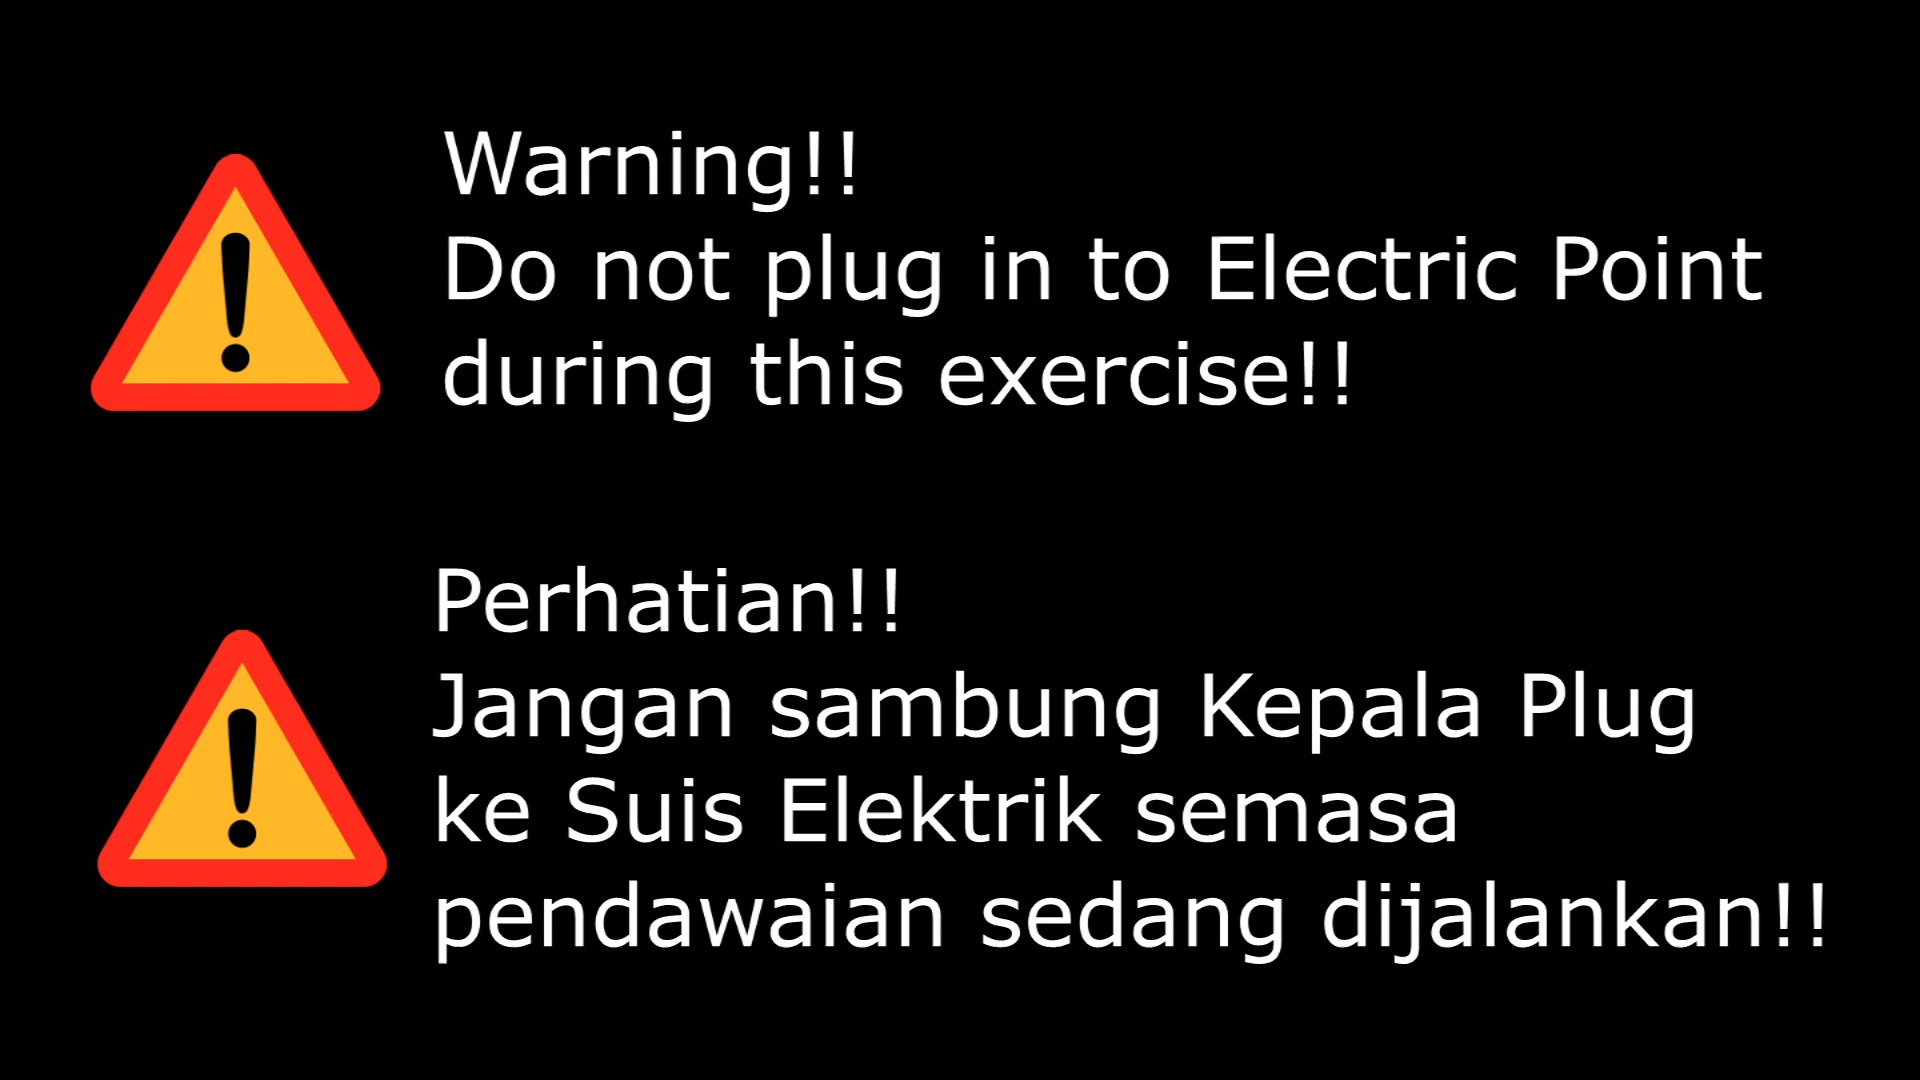 Warning!!
Do not plug in to Electric Point
during this exercise!!
Perhatian!!
Jangan sambung Kepala Plug
ke Suis Elektrik semasa
pendawaian sedang dijalankan!!